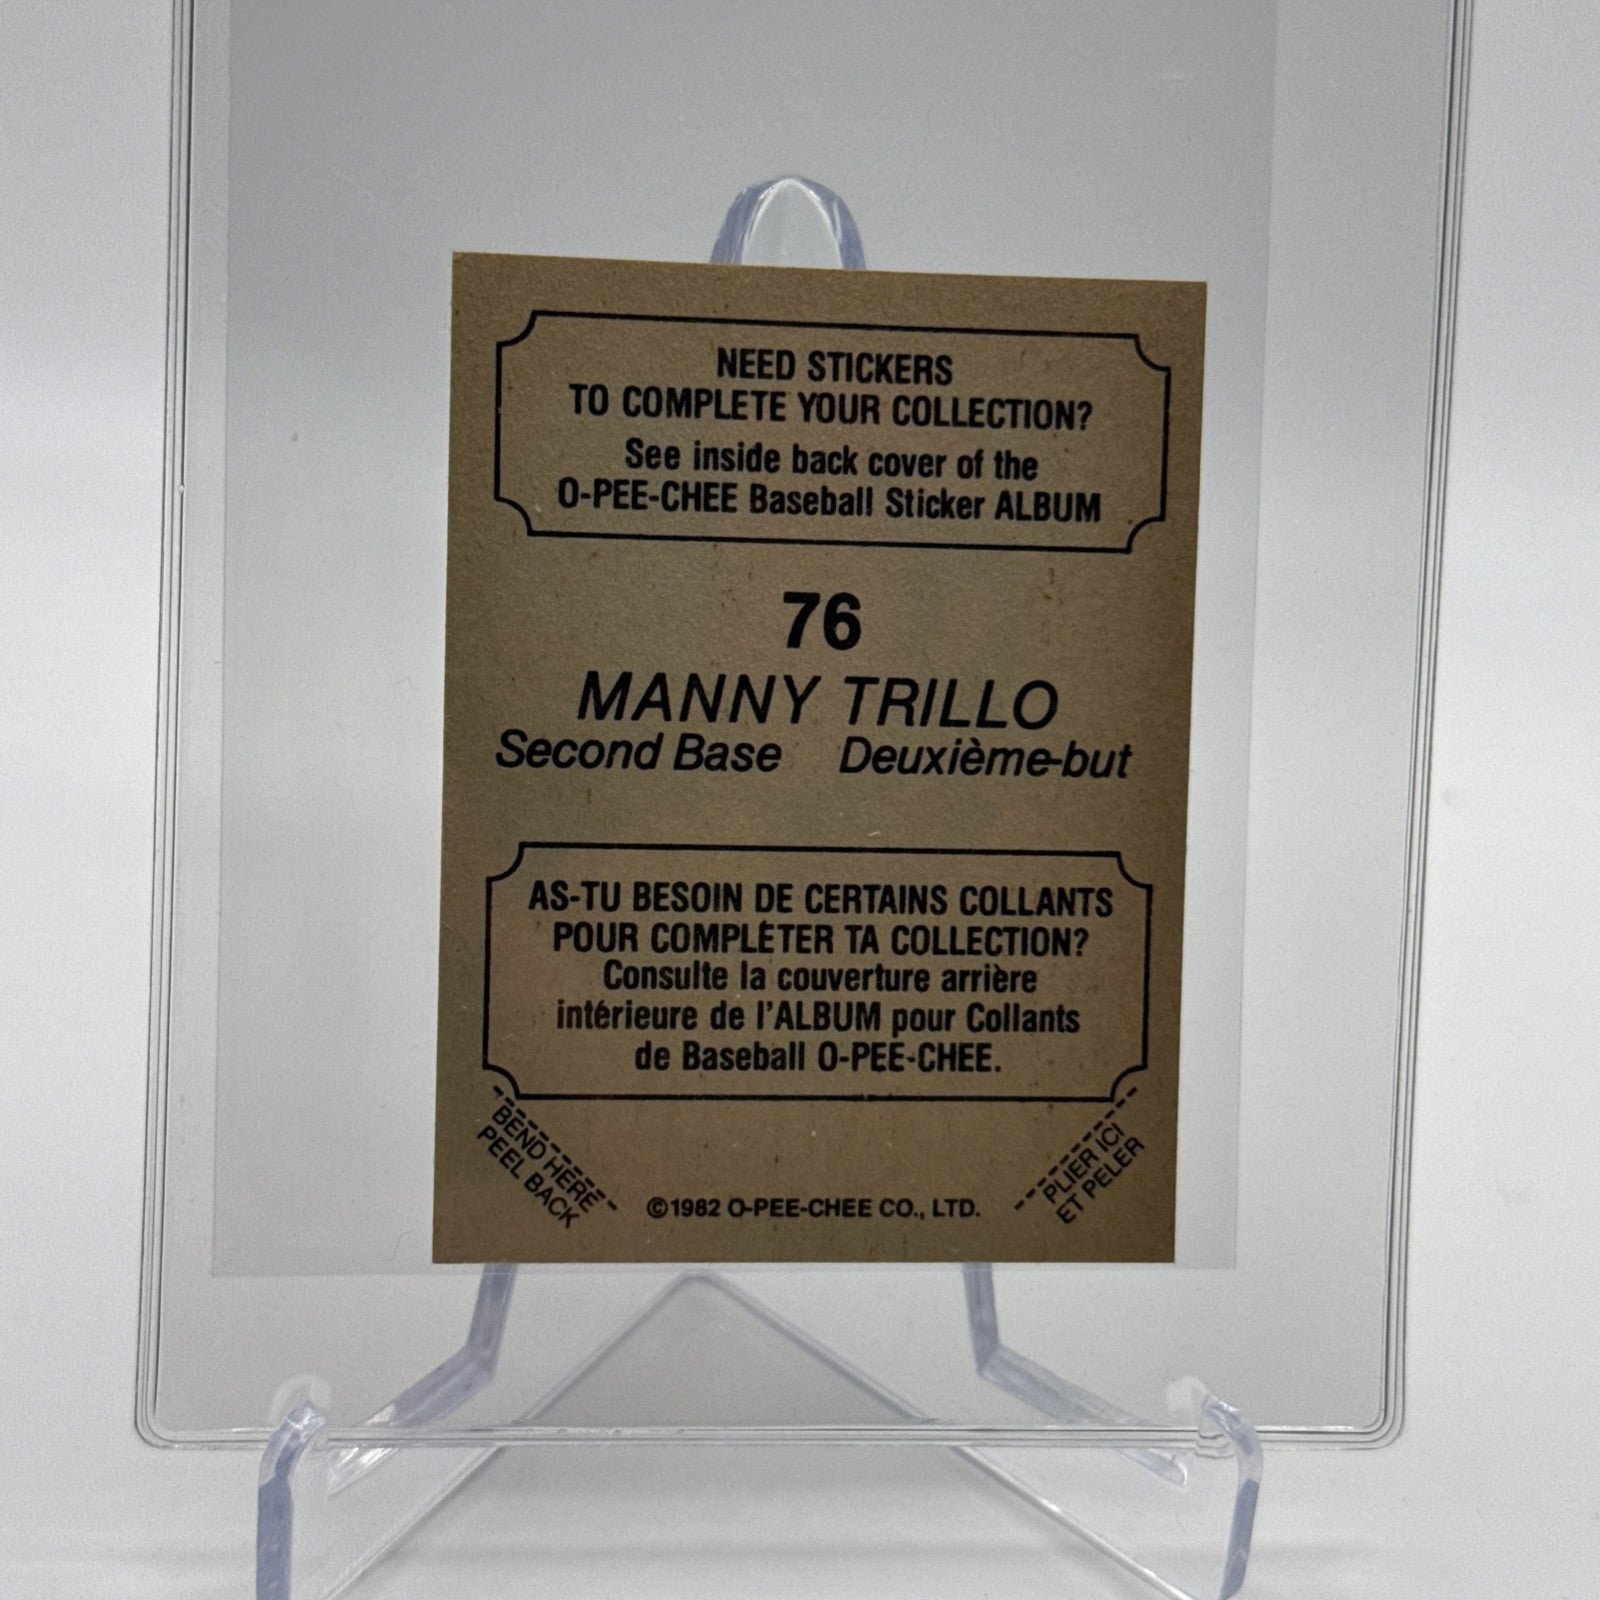 NEED STICKERS
TO COMPLETE YOUR COLLECTION?
See inside back cover of the
O-PEE-CHEE Baseball Sticker ALBUM
76
MANNY TRILLO
Second Base Deuxième-but
AS-TU BESOIN DE CERTAINS COLLANTS
POUR COMPLÉTER TA COLLECTION?
Consulte la couverture arrière
intérieure de l'ALBUM pour Collants
de Baseball O-PEE-CHEE.
BEND HERE
PEEL BACK
©1982 O-PEE-CHEE CO., LTD.
PLIER ICI
ET PELER